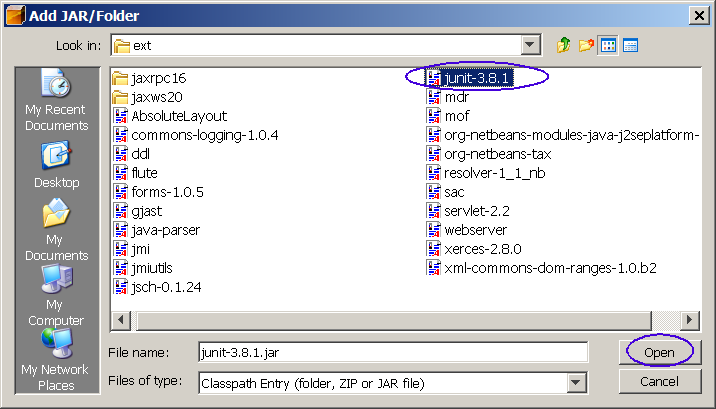 Add JAR/Folder
Look in: ext
My Recent
Documents
Desktop
My
Documents
My
Computer
My Network
Places
jaxrpc16
jaxws20
AbsoluteLayout
commons-logging-1.0.4
ddl
flute
forms-1.0.5
gjast
java-parser
jmi
jmiutils
jsch-0.1.24
junit-3.8.1
mdr
mof
org-netbeans-modules-java-j2seplatform-
org-netbeans-tax
resolver-1_1_nb
sac
servlet-2.2
webserver
xerces-2.8.0
xml-commons-dom-ranges-1.0.b2
File name: junit-3.8.1.jar
Open
Files of type: Classpath Entry (folder, ZIP or JAR file)
Cancel